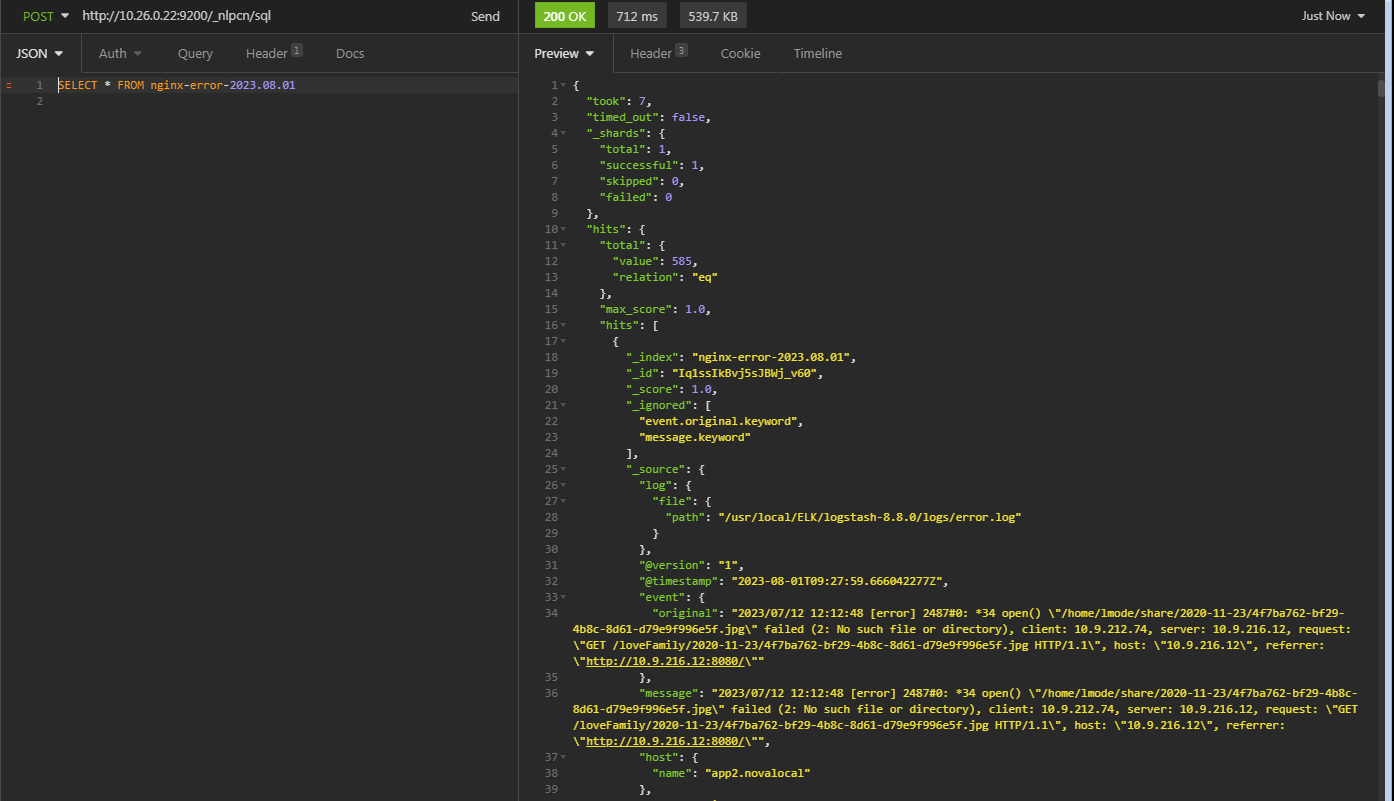 POST http://10.26.0.22:9200/_nlpcn/sql Send
JSON Auth Query Header 1 Docs
1 SELECT * FROM nginx-error-2023.08.01
2
200 OK 712 ms 539.7 KB Just Now
Preview Header 3 Cookie Timeline
1 {
2 "took": 7,
3 "timed_out": false,
4 "_shards": {
5 "total": 1,
6 "successful": 1,
7 "skipped": 0,
8 "failed": 0
9 },
10 "hits": {
11 "total": {
12 "value": 585,
13 "relation": "eq"
14 },
15 "max_score": 1.0,
16 "hits": [
17 {
18 "_index": "nginx-error-2023.08.01",
19 "_id": "Iq1ssIkBvj5sJBWj_v60",
20 "_score": 1.0,
21 "_ignored": [
22 "event.original.keyword",
23 "message.keyword"
24 ],
25 "_source": {
26 "log": {
27 "file": {
28 "path": "/usr/local/ELK/logstash-8.8.0/logs/error.log"
29 }
30 },
31 "@version": "1",
32 "@timestamp": "2023-08-01T09:27:59.666042277Z",
33 "event": {
34 "original": "2023/07/12 12:12:48 [error] 2487#0: *34 open() \"/home/lmode/share/2020-11-23/4f7ba762-bf29-
4b8c-8d61-d79e9f996e5f.jpg\" failed (2: No such file or directory), client: 10.9.212.74, server: 10.9.216.12, request:
\"GET /loveFamily/2020-11-23/4f7ba762-bf29-4b8c-8d61-d79e9f996e5f.jpg HTTP/1.1\", host: \"10.9.216.12\", referrer:
\"http://10.9.216.12:8080/\""
35 },
36 "message": "2023/07/12 12:12:48 [error] 2487#0: *34 open() \"/home/lmode/share/2020-11-23/4f7ba762-bf29-4b8c-
8d61-d79e9f996e5f.jpg\" failed (2: No such file or directory), client: 10.9.212.74, server: 10.9.216.12, request: \"GET
/loveFamily/2020-11-23/4f7ba762-bf29-4b8c-8d61-d79e9f996e5f.jpg HTTP/1.1\", host: \"10.9.216.12\", referrer:
\"http://10.9.216.12:8080/\"",
37 "host": {
38 "name": "app2.novalocal"
39 },